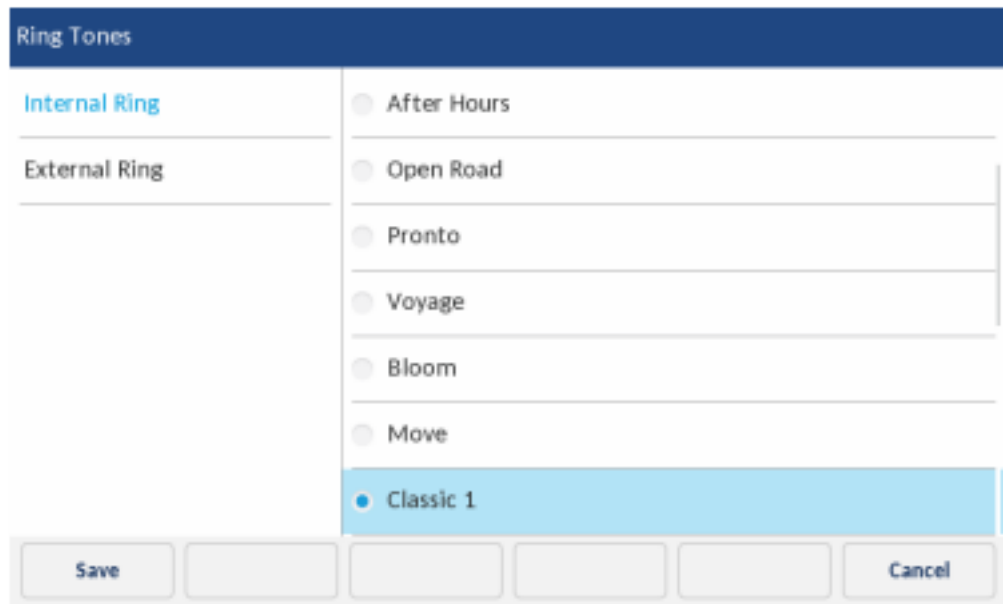 Ring Tones
Internal Ring
External Ring
After Hours
Open Road
Pronto
Voyage
Bloom
Move
Classic 1
Save
Cancel